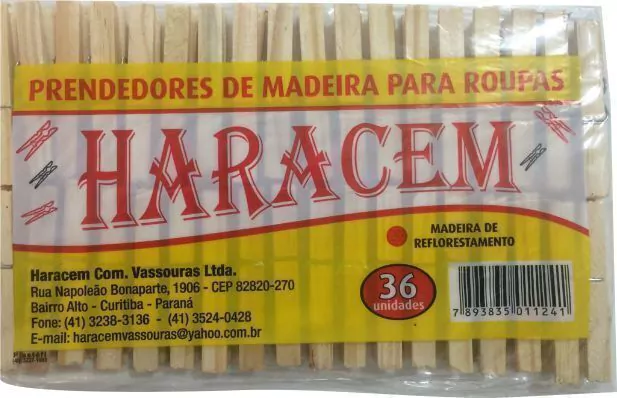 PRENDEDORES DE MADEIRA PARA ROUPAS
HARACEM
MADEIRA DE
REFLORESTAMENTO
Haracem Com. Vassouras Ltda.
Rua Napoleão Bonaparte, 1906 - CEP 82820-270
Bairro Alto - Curitiba - Paraná
Fone: (41) 3238-3136 - (41) 3524-0428
E-mail: haracemvassouras@yahoo.com.br
36
unidades
7 893835 011241